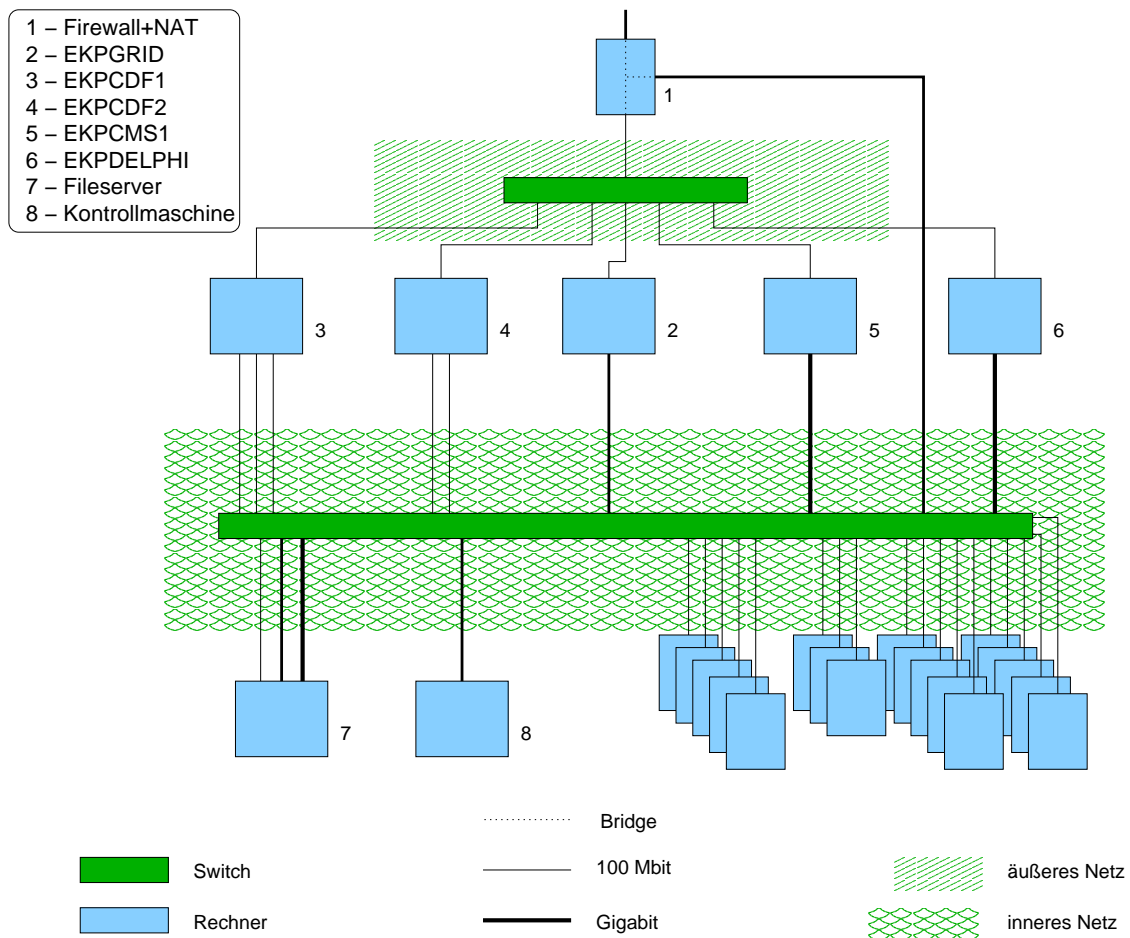 1 – Firewall+NAT
2 – EKPGRID
3 – EKPCDF1
4 – EKPCDF2
5 – EKPCMS1
6 – EKPDELPHI
7 – Fileserver
8 – Kontrollmaschine
1
3
4
2
5
6
7
8
Bridge
Switch
100 Mbit
äußeres Netz
Rechner
Gigabit
inneres Netz